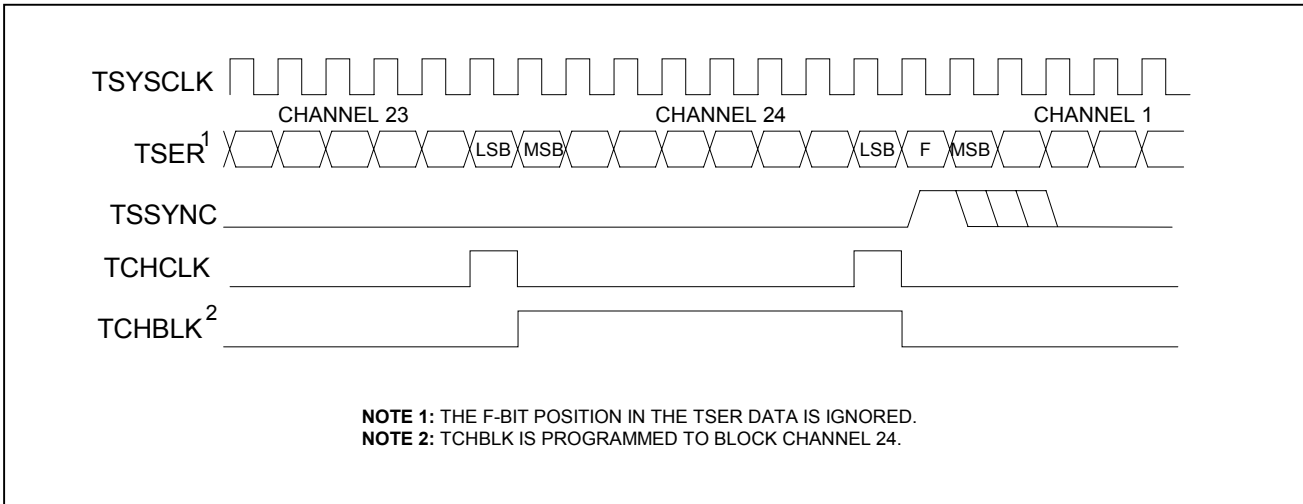 TSYSCLK
CHANNEL 23 CHANNEL 24 CHANNEL 1
TSER1 LSB MSB LSB F MSB
TSSYNC
TCHCLK
TCHBLK2
NOTE 1: THE F-BIT POSITION IN THE TSER DATA IS IGNORED.
NOTE 2: TCHBLK IS PROGRAMMED TO BLOCK CHANNEL 24.